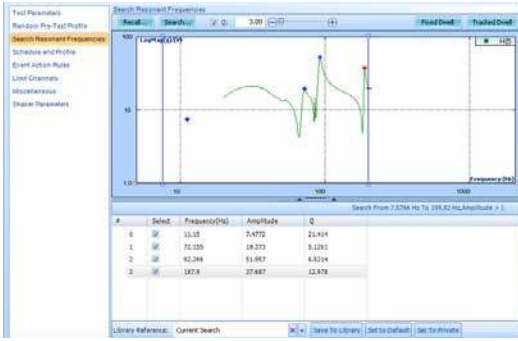 Test Parameters
Random Pre-Test Profile
Search Resonant Frequencies
Schedule and Profile
Event Action Rules
Limit Channels
Miscellaneous
Shaker Parameters
Search Resonant Frequencies
Recall... Search... Q: 3.00 Fixed Dwell Tracked Dwell
LogMag
100
10
1.0
10 100 1000
Frequency (Hz)
Search From 7.5766 Hz To 199.82 Hz,Amplitude > 1
# Select Frequency(Hz) Amplitude Q
0 11.15 7.4772 21.414
1 72.155 19.373 5.1261
2 92.266 51.957 6.5214
3 187.9 37.687 12.978
Library Reference: Current Search Save To Library Set to Default Set To Private